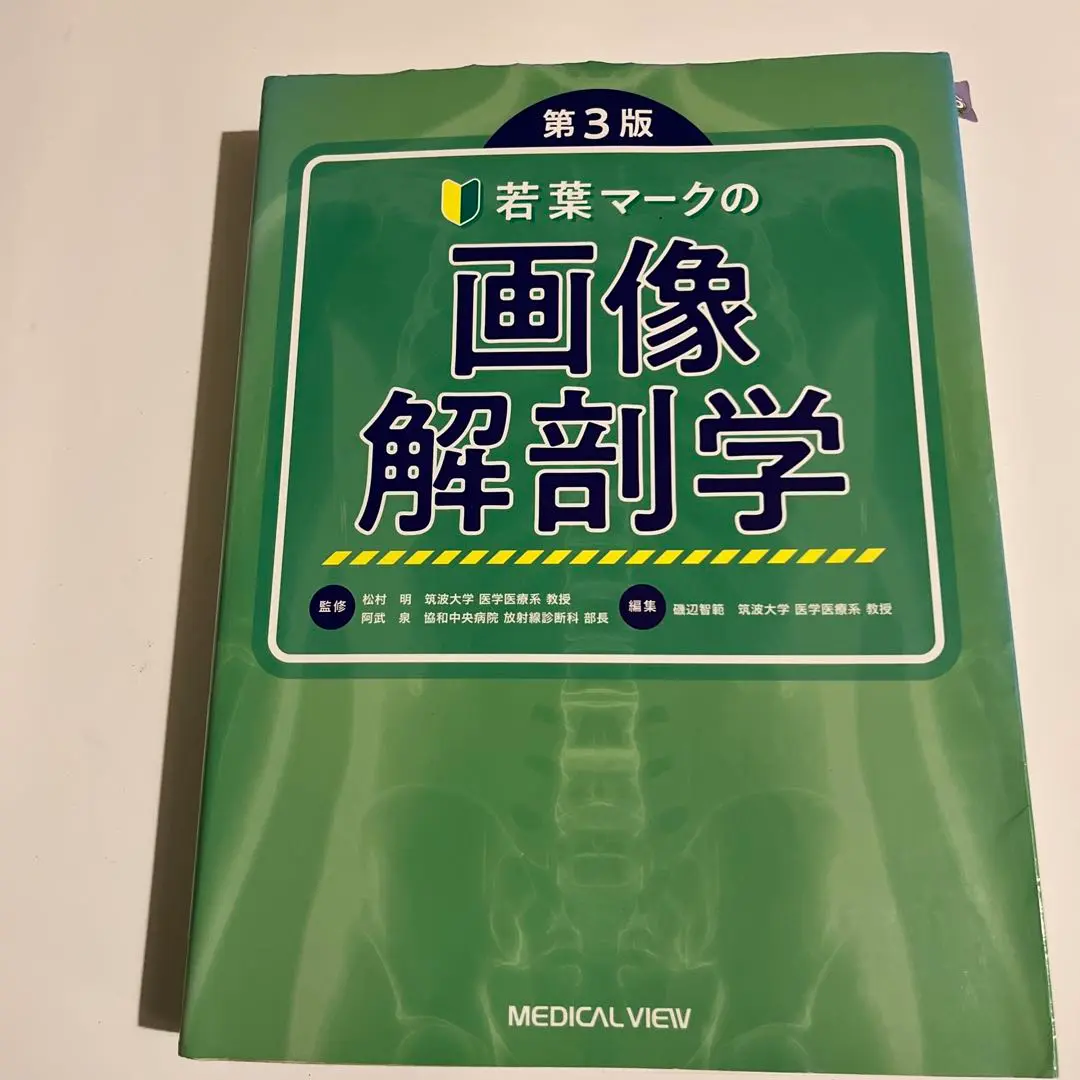 第3版
若葉マークの
画像
解剖学
監修
松村 明 筑波大学 医学医療系 教授
阿武 泉 協和中央病院 放射線診断科 部長
編集
磯辺智範 筑波大学 医学医療系 教授
MEDICAL VIEW